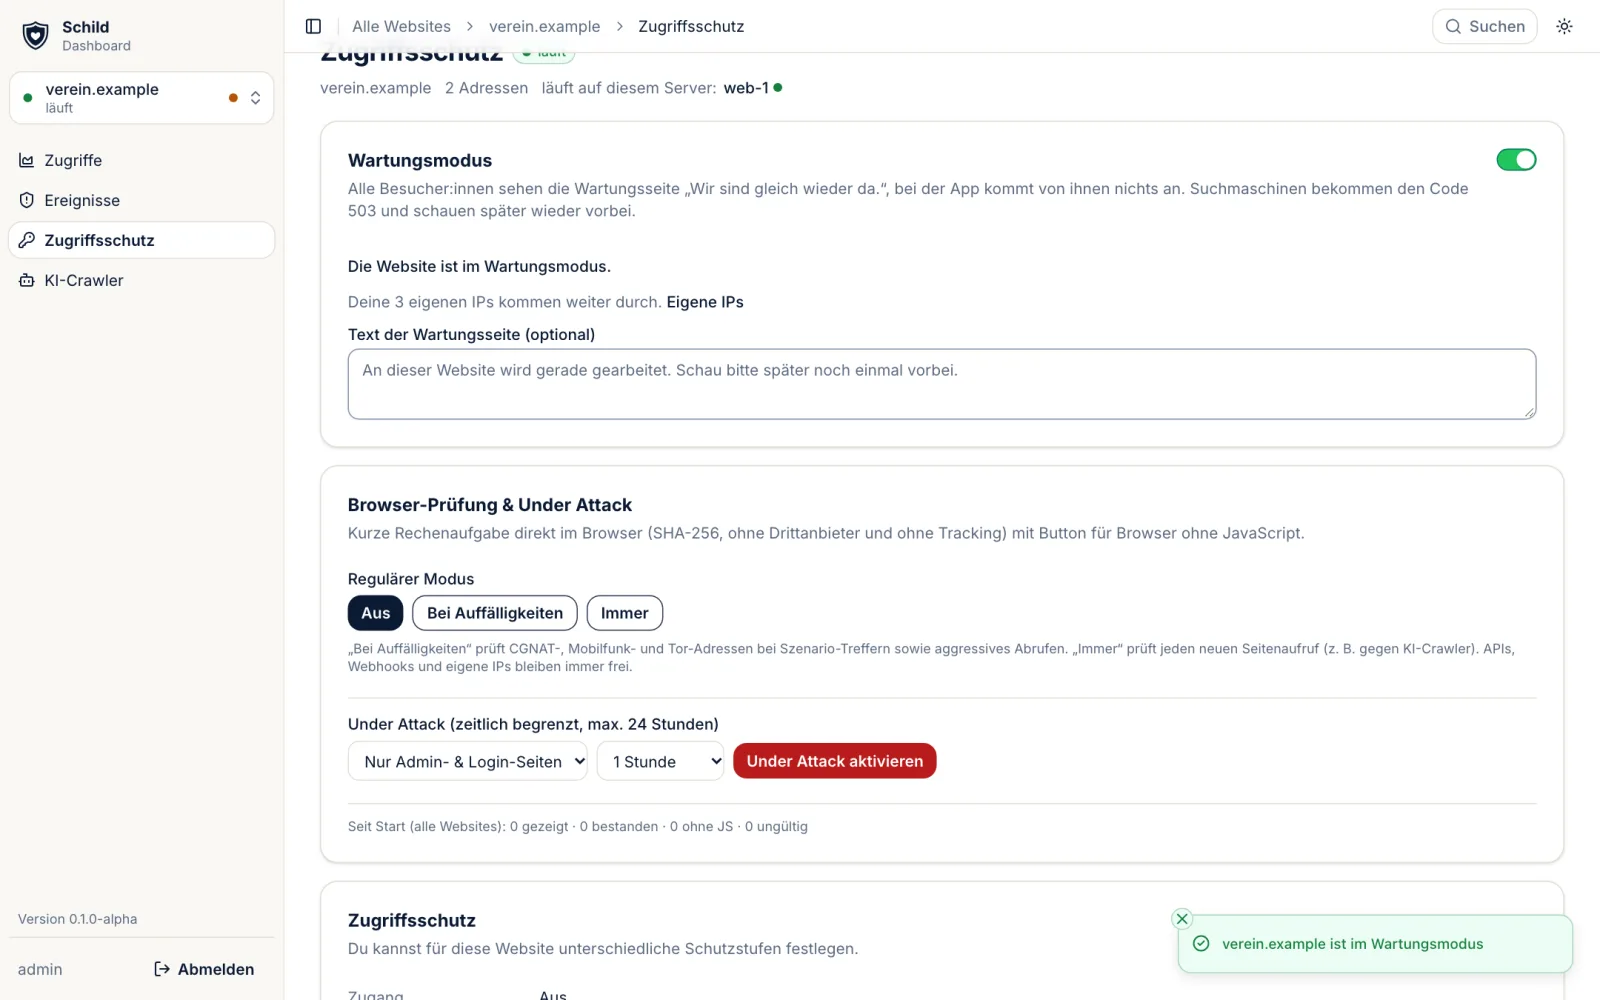 Schild
Dashboard
verein.example
läuft
Zugriffe
Ereignisse
Zugriffsschutz
KI-Crawler
Version 0.1.0-alpha
admin
Abmelden
Alle Websites
verein.example
Zugriffsschutz
Suchen
Zugriffsschutz läuft
verein.example 2 Adressen läuft auf diesem Server: web-1
Wartungsmodus
Alle Besucher:innen sehen die Wartungsseite „Wir sind gleich wieder da.“, bei der App kommt von ihnen nichts an. Suchmaschinen bekommen den Code
503 und schauen später wieder vorbei.
Die Website ist im Wartungsmodus.
Deine 3 eigenen IPs kommen weiter durch. Eigene IPs
Text der Wartungsseite (optional)
An dieser Website wird gerade gearbeitet. Schau bitte später noch einmal vorbei.
Browser-Prüfung & Under Attack
Kurze Rechenaufgabe direkt im Browser (SHA-256, ohne Drittanbieter und ohne Tracking) mit Button für Browser ohne JavaScript.
Regulärer Modus
Aus
Bei Auffälligkeiten
Immer
„Bei Auffälligkeiten“ prüft CGNAT-, Mobilfunk- und Tor-Adressen bei Szenario-Treffern sowie aggressives Abrufen. „Immer“ prüft jeden neuen Seitenaufruf (z. B. gegen KI-Crawler). APIs,
Webhooks und eigene IPs bleiben immer frei.
Under Attack (zeitlich begrenzt, max. 24 Stunden)
Nur Admin- & Login-Seiten
1 Stunde
Under Attack aktivieren
Seit Start (alle Websites): 0 gezeigt · 0 bestanden · 0 ohne JS · 0 ungültig
Zugriffsschutz
Du kannst für diese Website unterschiedliche Schutzstufen festlegen.
Zugang Aus
verein.example ist im Wartungsmodus